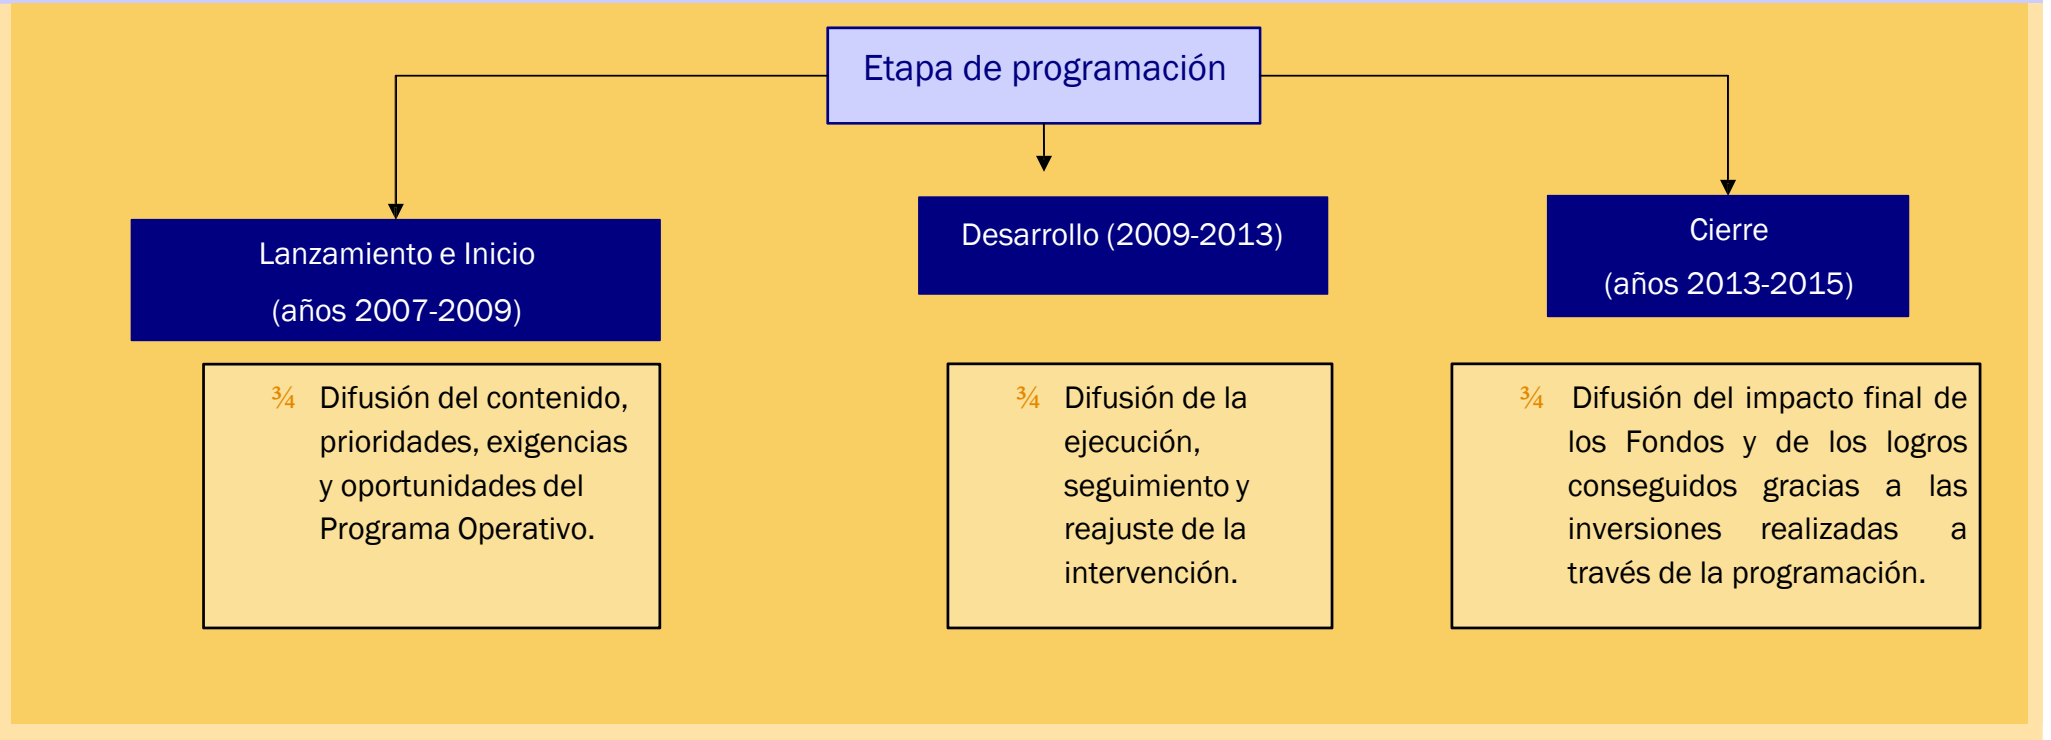 Etapa de programación
Lanzamiento e Inicio
(años 2007-2009)
Desarrollo (2009-2013)
Cierre
(años 2013-2015)
¾ Difusión del contenido,
prioridades, exigencias
y oportunidades del
Programa Operativo.
¾ Difusión de la
ejecución,
seguimiento y
reajuste de la
intervención.
¾ Difusión del impacto final de
los Fondos y de los logros
conseguidos gracias a las
inversiones realizadas a
través de la programación.